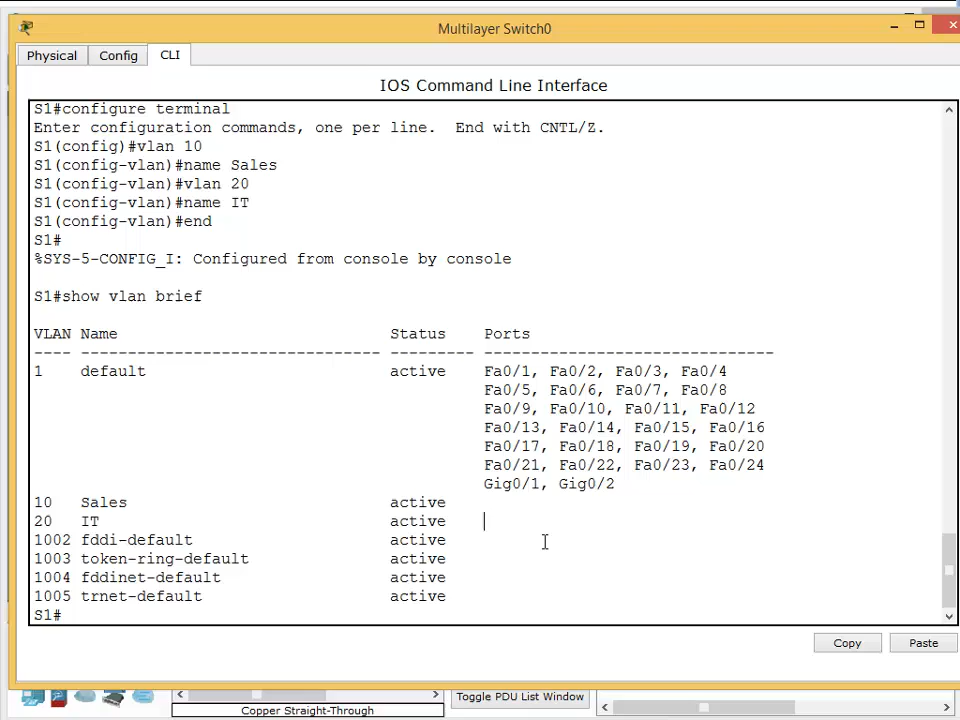 Multilayer Switch0
Physical Config CLI
IOS Command Line Interface
S1#configure terminal
Enter configuration commands, one per line.  End with CNTL/Z.
S1(config)#vlan 10
S1(config-vlan)#name Sales
S1(config-vlan)#vlan 20
S1(config-vlan)#name IT
S1(config-vlan)#end
S1#
%SYS-5-CONFIG_I: Configured from console by console
S1#show vlan brief
VLAN Name                             Status    Ports
---- -------------------------------- --------- -------------------------------
1    default                          active    Fa0/1, Fa0/2, Fa0/3, Fa0/4
                                                Fa0/5, Fa0/6, Fa0/7, Fa0/8
                                                Fa0/9, Fa0/10, Fa0/11, Fa0/12
                                                Fa0/13, Fa0/14, Fa0/15, Fa0/16
                                                Fa0/17, Fa0/18, Fa0/19, Fa0/20
                                                Fa0/21, Fa0/22, Fa0/23, Fa0/24
                                                Gig0/1, Gig0/2
10   Sales                            active
20   IT                               active
1002 fddi-default                     active
1003 token-ring-default               active
1004 fddinet-default                  active
1005 trnet-default                    active
S1#
Copy Paste
Toggle PDU List Window
Copper Straight-Through